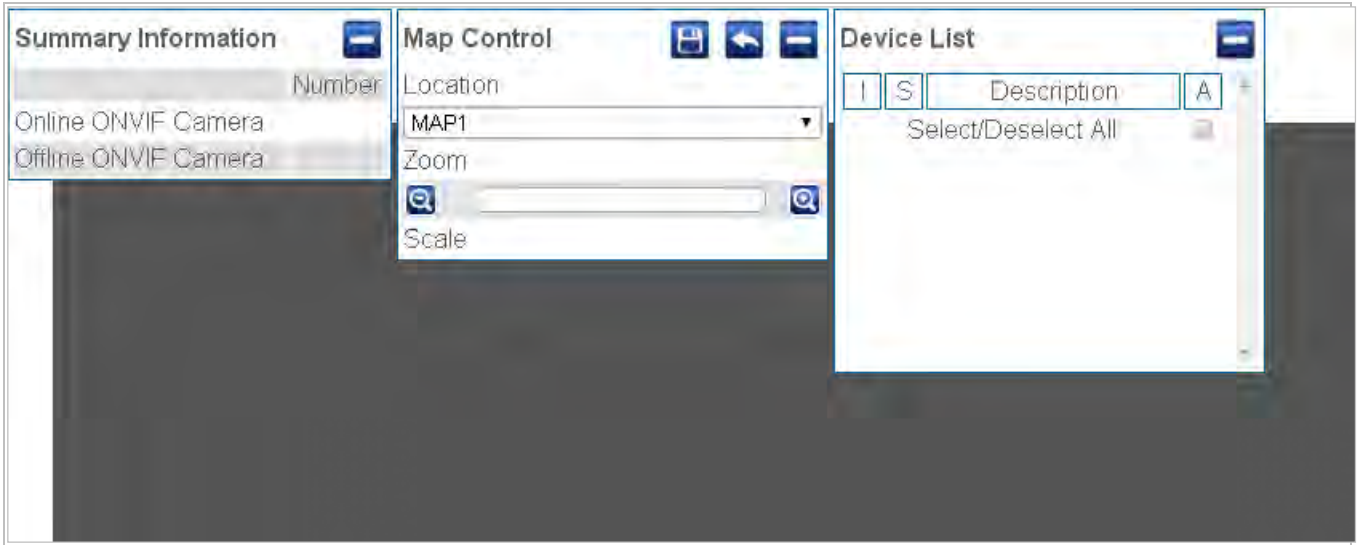 Summary Information
Number
Online ONVIF Camera
Offline ONVIF Camera
Map Control
Location
MAP1
Zoom
Scale
Device List
I S Description A
Select/Deselect All